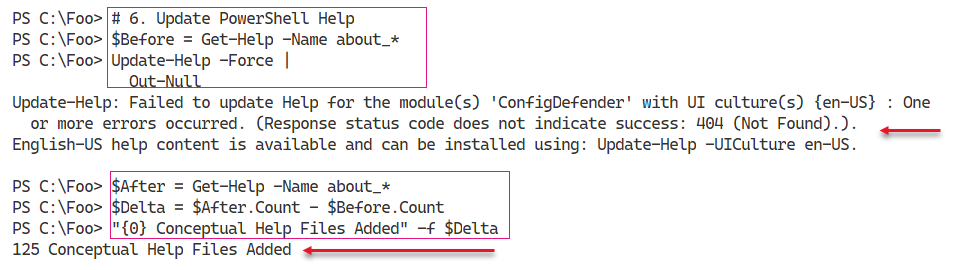 PS C:\Foo> # 6. Update PowerShell Help
PS C:\Foo> $Before = Get-Help -Name about_*
PS C:\Foo> Update-Help -Force |
Out-Null
Update-Help: Failed to update Help for the module(s) 'ConfigDefender' with UI culture(s) {en-US} : One
or more errors occurred. (Response status code does not indicate success: 404 (Not Found).).
English-US help content is available and can be installed using: Update-Help -UICulture en-US.
PS C:\Foo> $After = Get-Help -Name about_*
PS C:\Foo> $Delta = $After.Count - $Before.Count
PS C:\Foo> "{0} Conceptual Help Files Added" -f $Delta
125 Conceptual Help Files Added